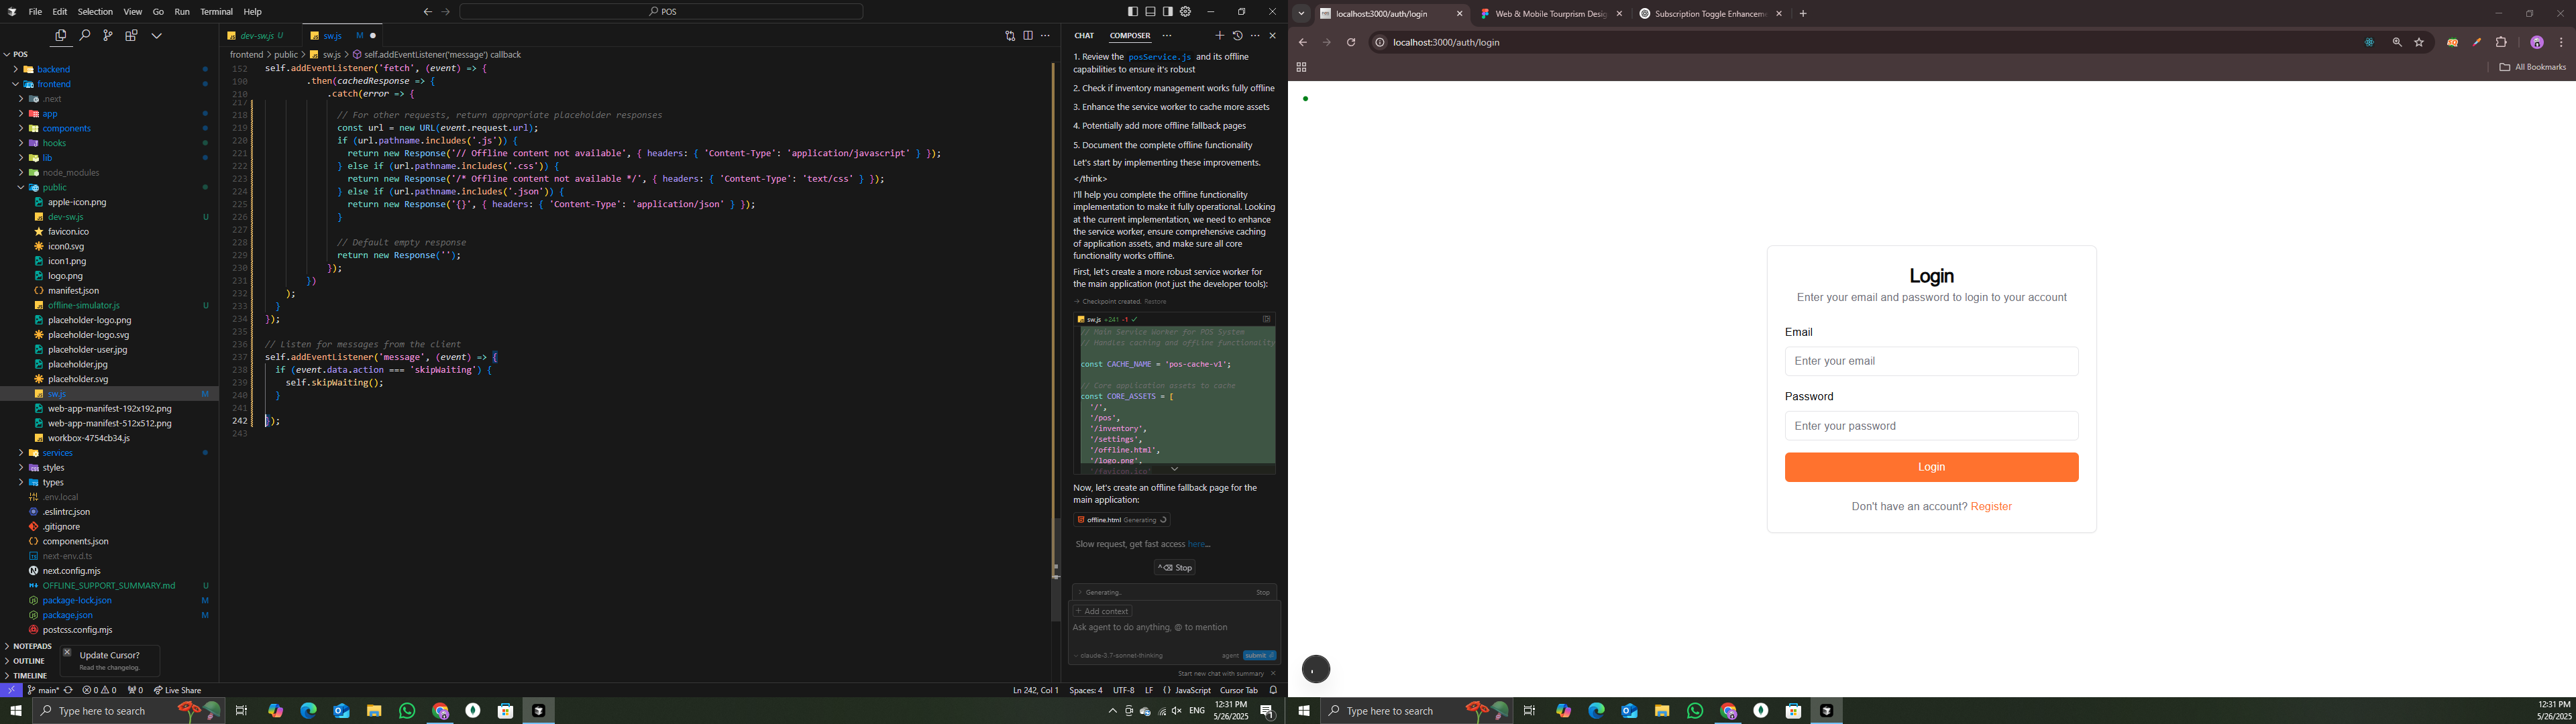 File Edit Selection View Go Run Terminal Help
POS
dev-sw.js U
sw.js M
CHAT COMPOSER
POS
backend
frontend
.next
app
components
hooks
lib
node_modules
public
apple-icon.png
dev-sw.js U
favicon.ico
icon0.svg
icon1.png
logo.png
manifest.json
offline-simulator.js U
placeholder-logo.png
placeholder-logo.svg
placeholder-user.jpg
placeholder.jpg
placeholder.svg
sw.js M
web-app-manifest-192x192.png
web-app-manifest-512x512.png
workbox-4754cb34.js
services
styles
types
.env.local
.eslintrc.json
.gitignore
components.json
next-env.d.ts
next.config.mjs
OFFLINE_SUPPORT_SUMMARY.md U
package-lock.json M
package.json M
postcss.config.mjs
NOTEPADS
OUTLINE
TIMELINE
Update Cursor?
Read the changelog.
frontend > public > sw.js > self.addEventListener('message') callback
152 self.addEventListener('fetch', (event) => {
190 .then(cachedResponse => {
210 .catch(error => {
217
218 // For other requests, return appropriate placeholder responses
219 const url = new URL(event.request.url);
220 if (url.pathname.includes('.js')) {
221 return new Response('// Offline content not available', { headers: { 'Content-Type': 'application/javascript' } });
222 } else if (url.pathname.includes('.css')) {
223 return new Response('/* Offline content not available */', { headers: { 'Content-Type': 'text/css' } });
224 } else if (url.pathname.includes('.json')) {
225 return new Response('{}', { headers: { 'Content-Type': 'application/json' } });
226 }
227
228 // Default empty response
229 return new Response('');
230 });
231 })
232 );
233 }
234 });
235
236 // Listen for messages from the client
237 self.addEventListener('message', (event) => {
238 if (event.data.action === 'skipWaiting') {
239 self.skipWaiting();
240 }
241
242 });
243
1. Review the posService.js and its offline
capabilities to ensure it's robust
2. Check if inventory management works fully offline
3. Enhance the service worker to cache more assets
4. Potentially add more offline fallback pages
5. Document the complete offline functionality
Let's start by implementing these improvements.
</think>
I'll help you complete the offline functionality
implementation to make it fully operational. Looking
at the current implementation, we need to enhance
the service worker, ensure comprehensive caching
of application assets, and make sure all core
functionality works offline.
First, let's create a more robust service worker for
the main application (not just the developer tools):
Checkpoint created. Restore
sw.js +241 -1
// Main Service Worker for POS System
// Handles caching and offline functionality
const CACHE_NAME = 'pos-cache-v1';
// Core application assets to cache
const CORE_ASSETS = [
'/',
'/pos',
'/inventory',
'/settings',
'/offline.html',
'/logo.png',
'/favicon.ico'
Now, let's create an offline fallback page for the
main application:
offline.html Generating
Slow request, get fast access here...
^⌫ Stop
Generating.. Stop
+ Add context
Ask agent to do anything, @ to mention
claude-3.7-sonnet-thinking agent submit
Start new chat with summary
main* 0 0 0 Live Share
Ln 242, Col 1 Spaces: 4 UTF-8 LF {} JavaScript Cursor Tab
Type here to search
ENG
12:31 PM
5/26/2025
1
localhost:3000/auth/login
Web & Mobile Tourprism Desig
Subscription Toggle Enhanceme
localhost:3000/auth/login
All Bookmarks
Login
Enter your email and password to login to your account
Email
Enter your email
Password
Enter your password
Login
Don't have an account? Register
Type here to search
12:31 PM
5/26/2025